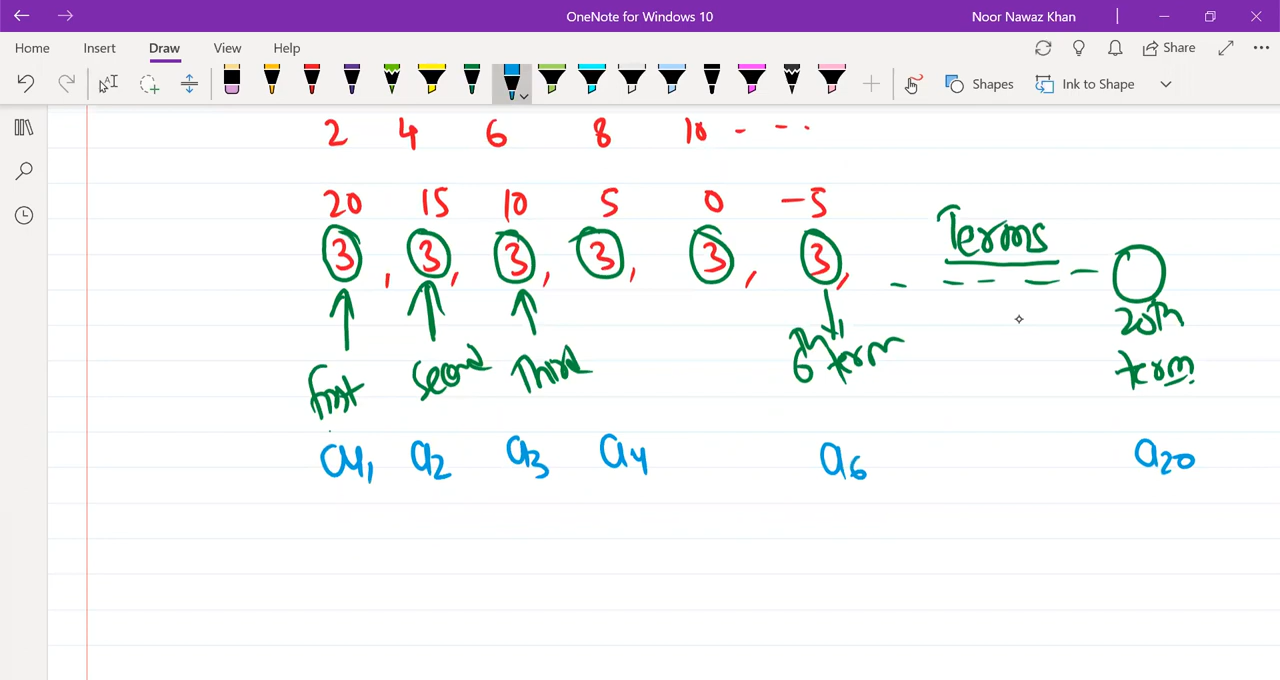 OneNote for Windows 10
Noor Nawaz Khan
Home Insert Draw View Help
Share
Shapes
Ink to Shape
2 4 6 8 10 - - - .
20 15 10 5 0 -5
Terms
3, 3, 3, 3, 3, 3, - - - - -
20th
term
6th term
first second Third
a1 a2 a3 a4 a6 a20